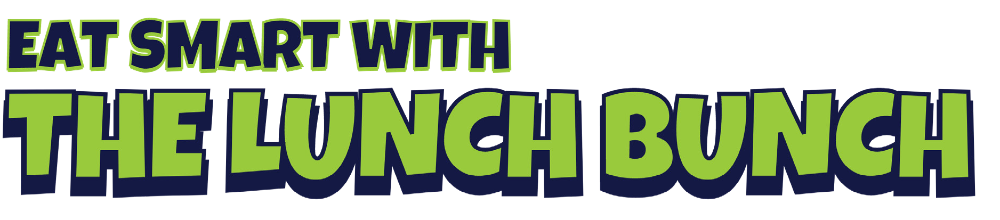 EAT SMART WITH
THE LUNCH BUNCH